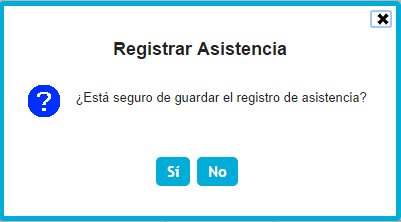 Registrar Asistencia
¿Está seguro de guardar el registro de asistencia?
Sí No